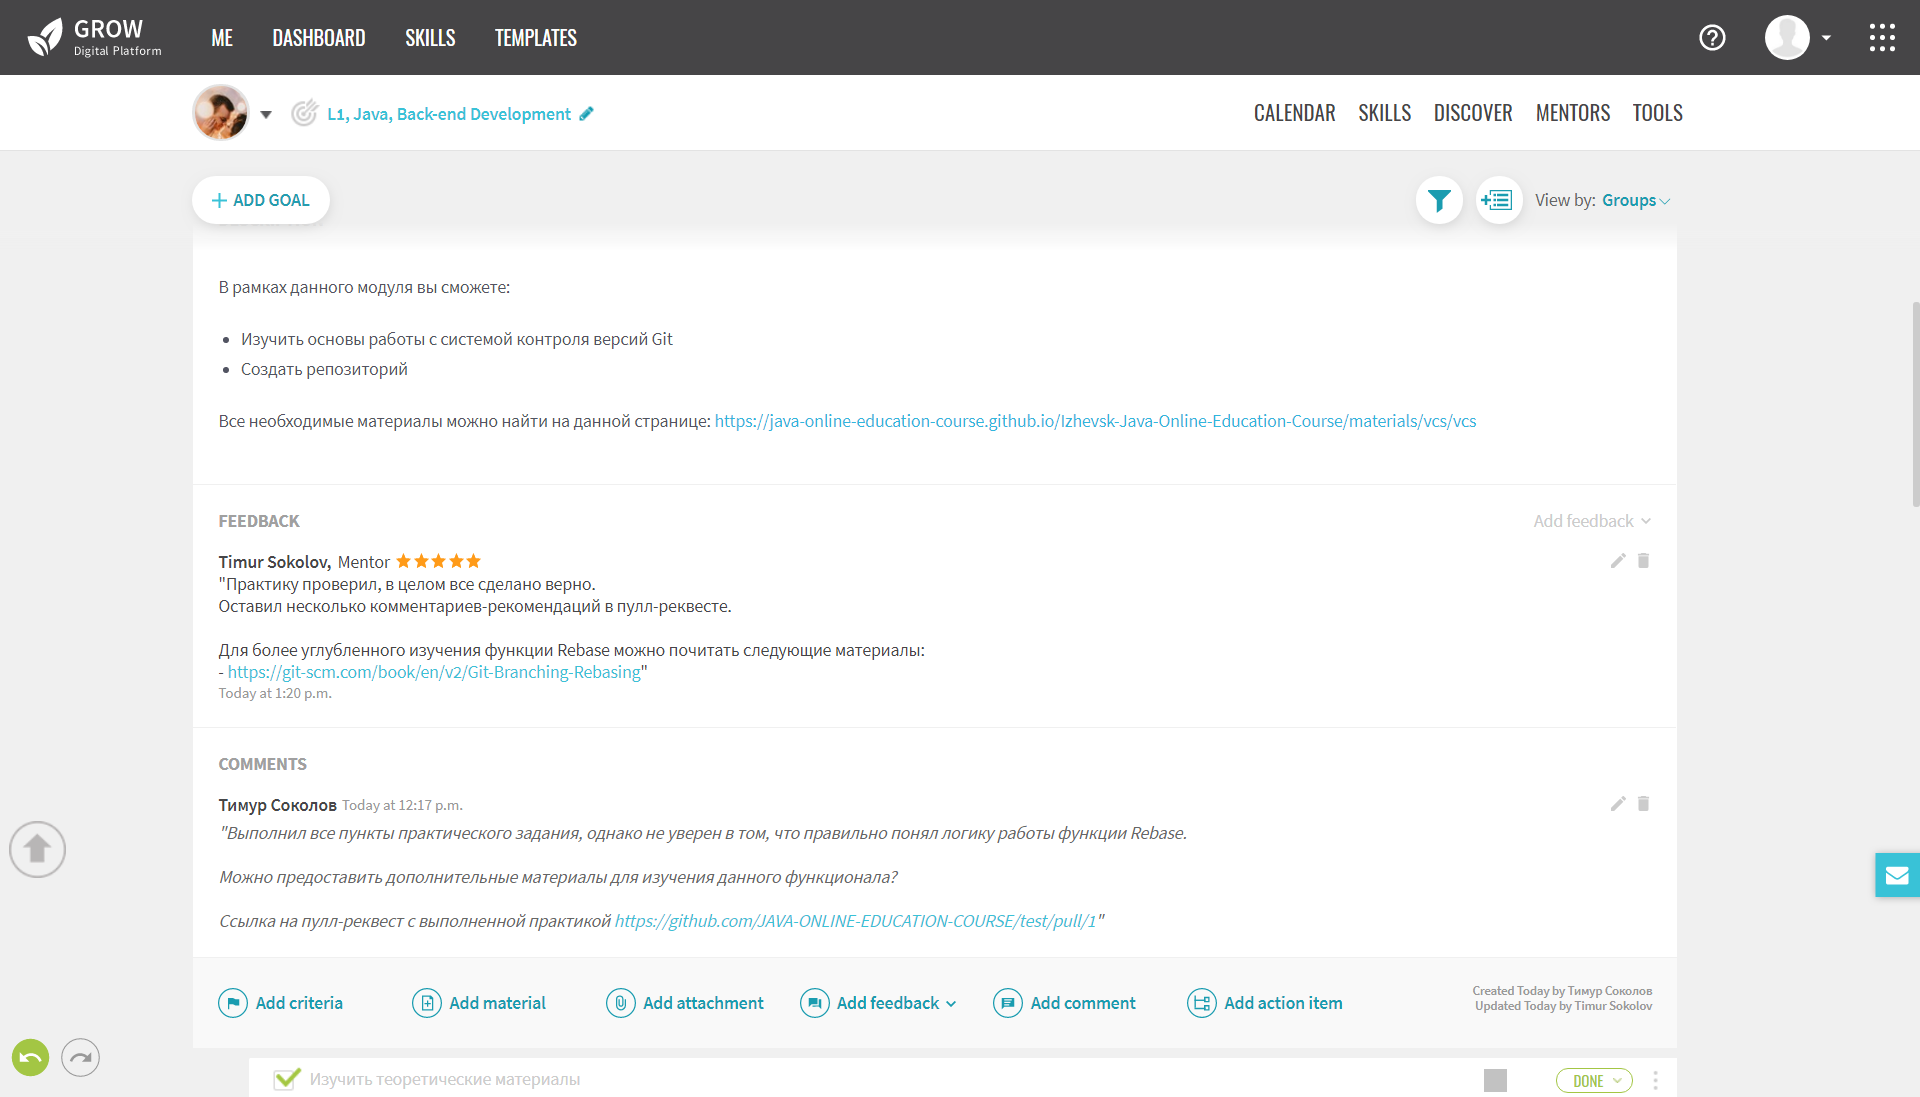 GROW
Digital Platform
ME
DASHBOARD
SKILLS
TEMPLATES
L1, Java, Back-end Development
CALENDAR
SKILLS
DISCOVER
MENTORS
TOOLS
ADD GOAL
View by: Groups
В рамках данного модуля вы сможете:
Изучить основы работы с системой контроля версий Git
Создать репозиторий
Все необходимые материалы можно найти на данной странице: https://java-online-education-course.github.io/Izhevsk-Java-Online-Education-Course/materials/vcs/vcs
FEEDBACK
Add feedback
Timur Sokolov, Mentor
"Практику проверил, в целом все сделано верно.
Оставил несколько комментариев-рекомендаций в пулл-реквесте.
Для более углубленного изучения функции Rebase можно почитать следующие материалы:
- https://git-scm.com/book/en/v2/Git-Branching-Rebasing"
Today at 1:20 p.m.
COMMENTS
Тимур Соколов Today at 12:17 p.m.
"Выполнил все пункты практического задания, однако не уверен в том, что правильно понял логику работы функции Rebase.
Можно предоставить дополнительные материалы для изучения данного функционала?
Ссылка на пулл-реквест с выполненной практикой https://github.com/JAVA-ONLINE-EDUCATION-COURSE/test/pull/1"
Add criteria
Add material
Add attachment
Add feedback
Add comment
Add action item
Created Today by Тимур Соколов
Updated Today by Timur Sokolov
Изучить теоретические материалы
DONE